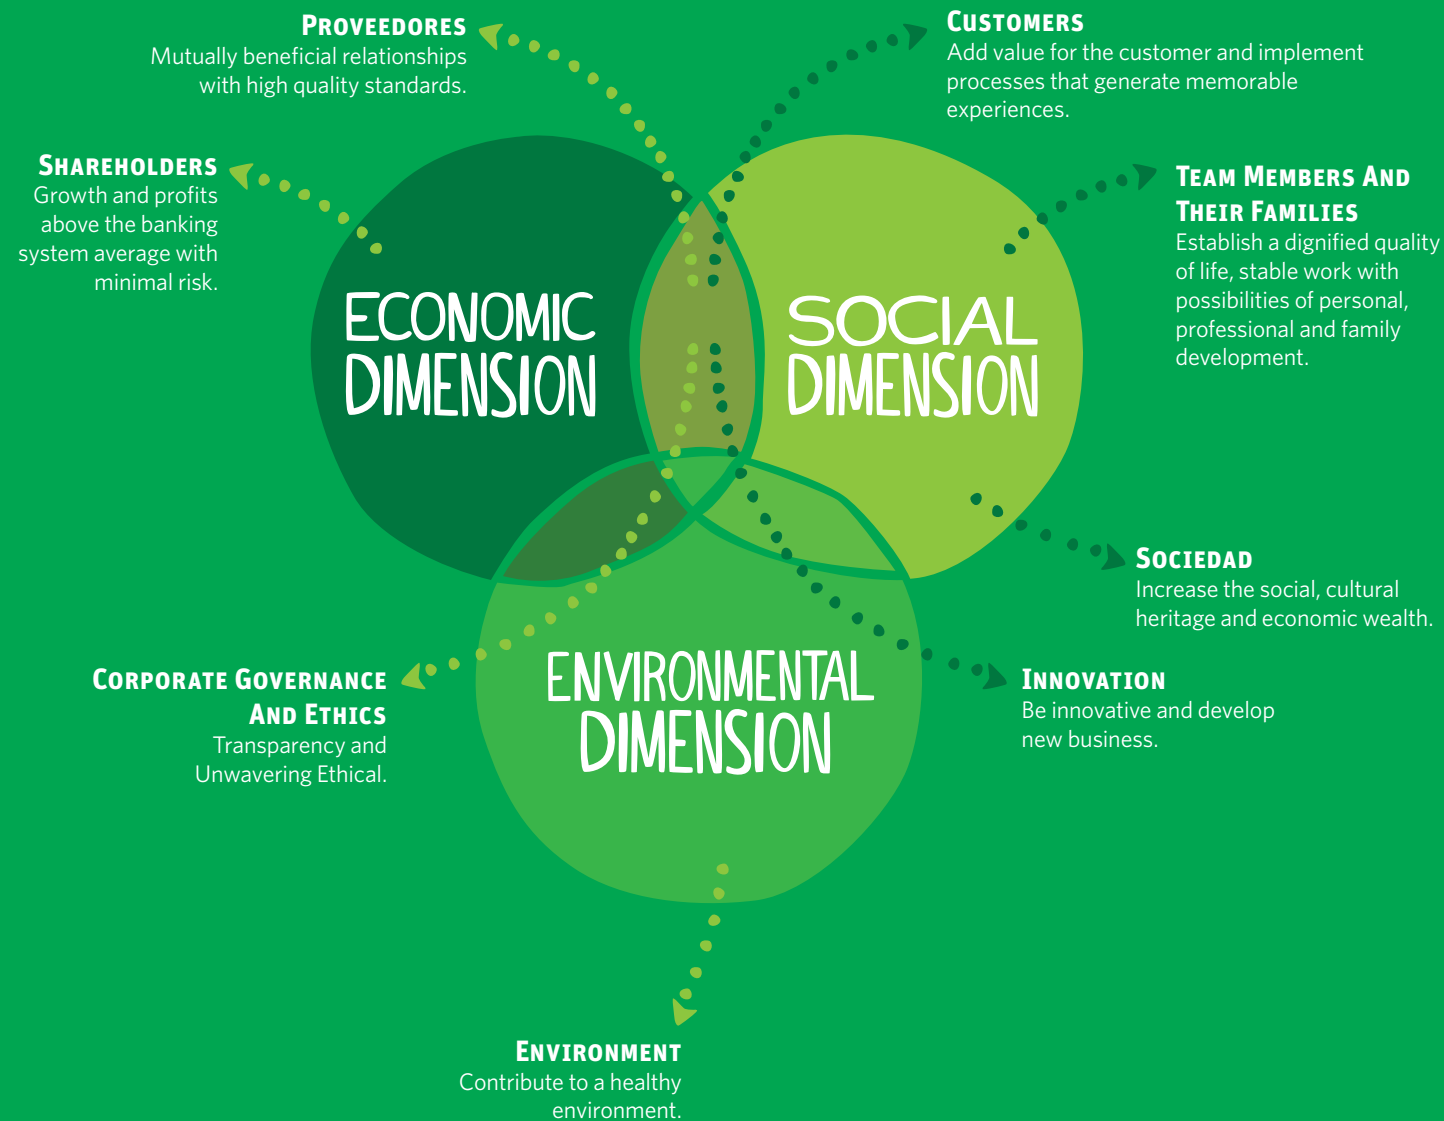 PROVEEDORES
Mutually beneficial relationships
with high quality standards.
CUSTOMERS
Add value for the customer and implement
processes that generate memorable
experiences.
SHAREHOLDERS
Growth and profits
above the banking
system average with
minimal risk.
TEAM MEMBERS AND
THEIR FAMILIES
Establish a dignified quality
of life, stable work with
possibilities of personal,
professional and family
development.
ECONOMIC
DIMENSION
SOCIAL
DIMENSION
SOCIEDAD
Increase the social, cultural
heritage and economic wealth.
ENVIRONMENTAL
DIMENSION
CORPORATE GOVERNANCE
AND ETHICS
Transparency and
Unwavering Ethical.
INNOVATION
Be innovative and develop
new business.
ENVIRONMENT
Contribute to a healthy
environment.